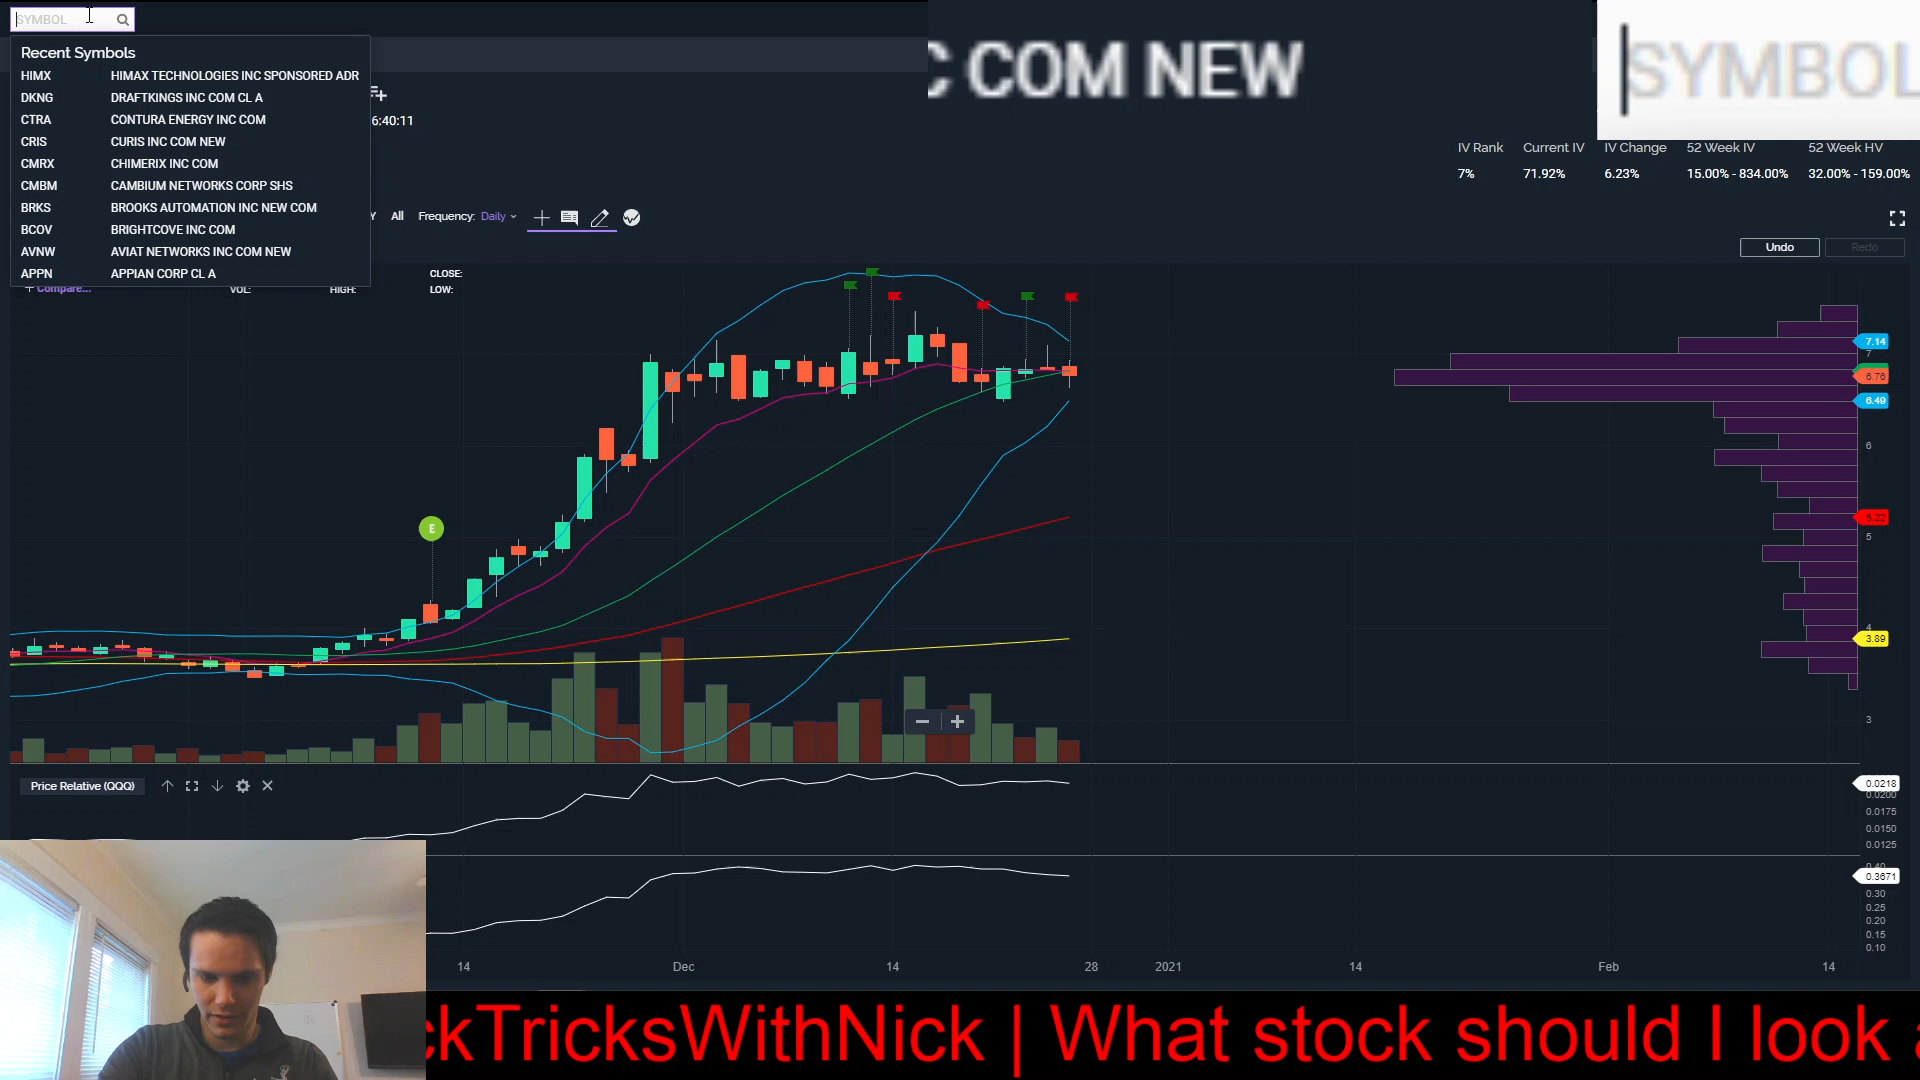 SYMBOL
C COM NEW
SYMBOL
Recent Symbols
HIMX HIMAX TECHNOLOGIES INC SPONSORED ADR
DKNG DRAFTKINGS INC COM CL A
CTRA CONTURA ENERGY INC COM
CRIS CURIS INC COM NEW
CMRX CHIMERIX INC COM
CMBM CAMBIUM NETWORKS CORP SHS
BRKS BROOKS AUTOMATION INC NEW COM
BCOV BRIGHTCOVE INC COM
AVNW AVIAT NETWORKS INC COM NEW
APPN APPIAN CORP CL A
6:40:11
IV Rank Current IV IV Change 52 Week IV 52 Week HV
7% 71.92% 6.23% 15.00% - 834.00% 32.00% - 159.00%
Y All Frequency: Daily
Undo Redo
CLOSE:
+ Compare... VOL: HIGH: LOW:
E
7.14
7
6.76
6.49
6
5.22
5
4
3.89
3
Price Relative (QQQ)
0.0218
0.0200
0.0175
0.0150
0.0125
0.40
0.3671
0.30
0.25
0.20
0.15
0.10
14 Dec 14 28 2021 14 Feb 14
ckTricksWithNick | What stock should I look a